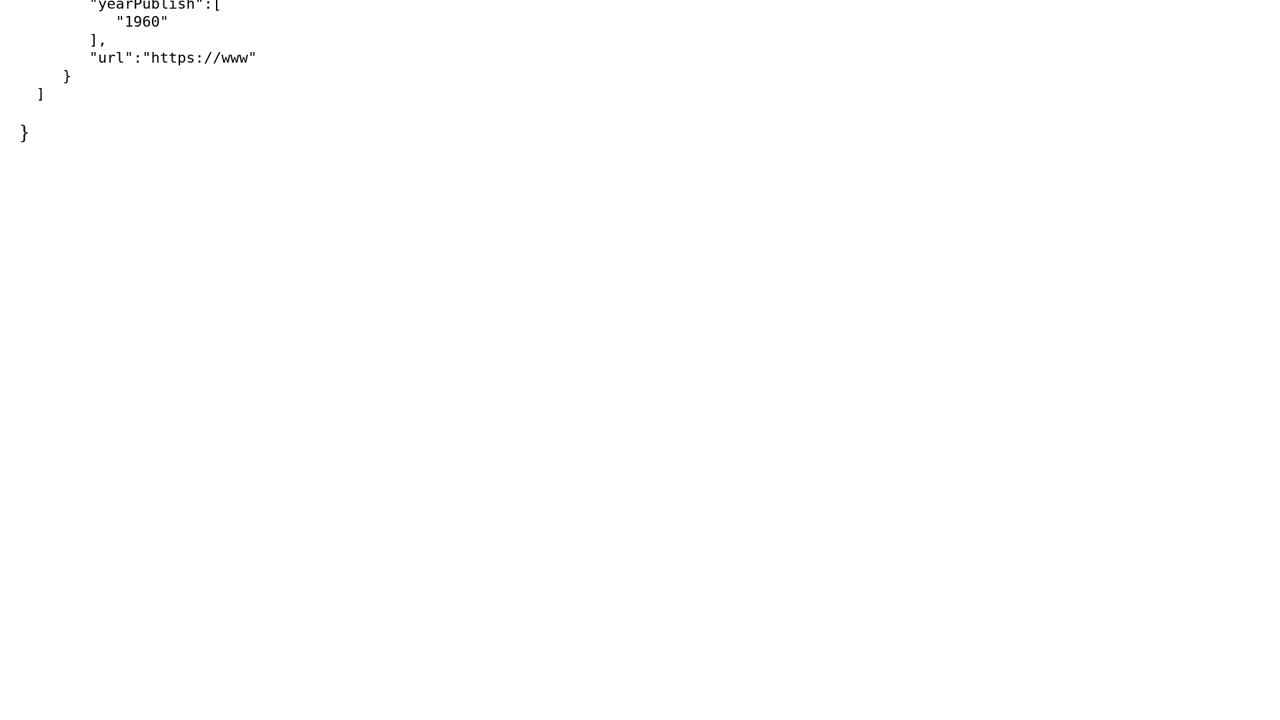 "yearPublish":[
"1960"
],
"url":"https://www"
}
]
}